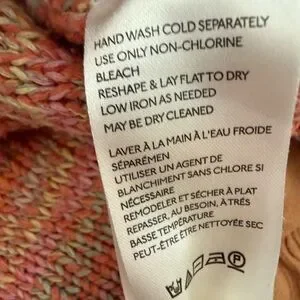 HAND WASH COLD SEPARATELY
USE ONLY NON-CHLORINE
BLEACH
RESHAPE & LAY FLAT TO DRY
LOW IRON AS NEEDED
MAY BE DRY CLEANED
LAVER À LA MAIN À L'EAU FROIDE
SÉPARÉMEN
UTILISER UN AGENT DE
BLANCHIMENT SANS CHLORE SI
NÉCESSAIRE
REMODELER ET SÉCHER À PLAT
REPASSER, AU BESOIN, À TRÈS
BASSE TEMPÉRATURE
PEUT-ÊTRE ÊTRE NETTOYÉE SEC
P